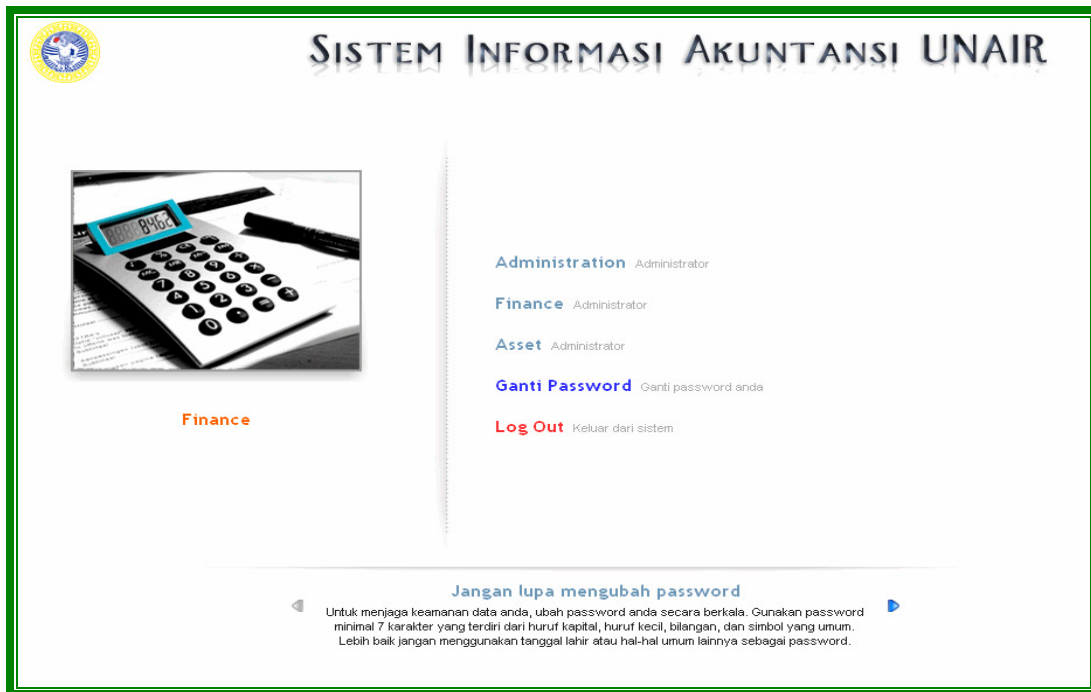 SISTEM INFORMASI AKUNTANSI UNAIR
Administration Administrator
Finance Administrator
Asset Administrator
Ganti Password Ganti password anda
Log Out Keluar dari sistem
Finance
Jangan lupa mengubah password
Untuk menjaga keamanan data anda, ubah password anda secara berkala. Gunakan password
minimal 7 karakter yang terdiri dari huruf kapital, huruf kecil, bilangan, dan simbol yang umum.
Lebih baik jangan menggunakan tanggal lahir atau hal-hal umum lainnya sebagai password.